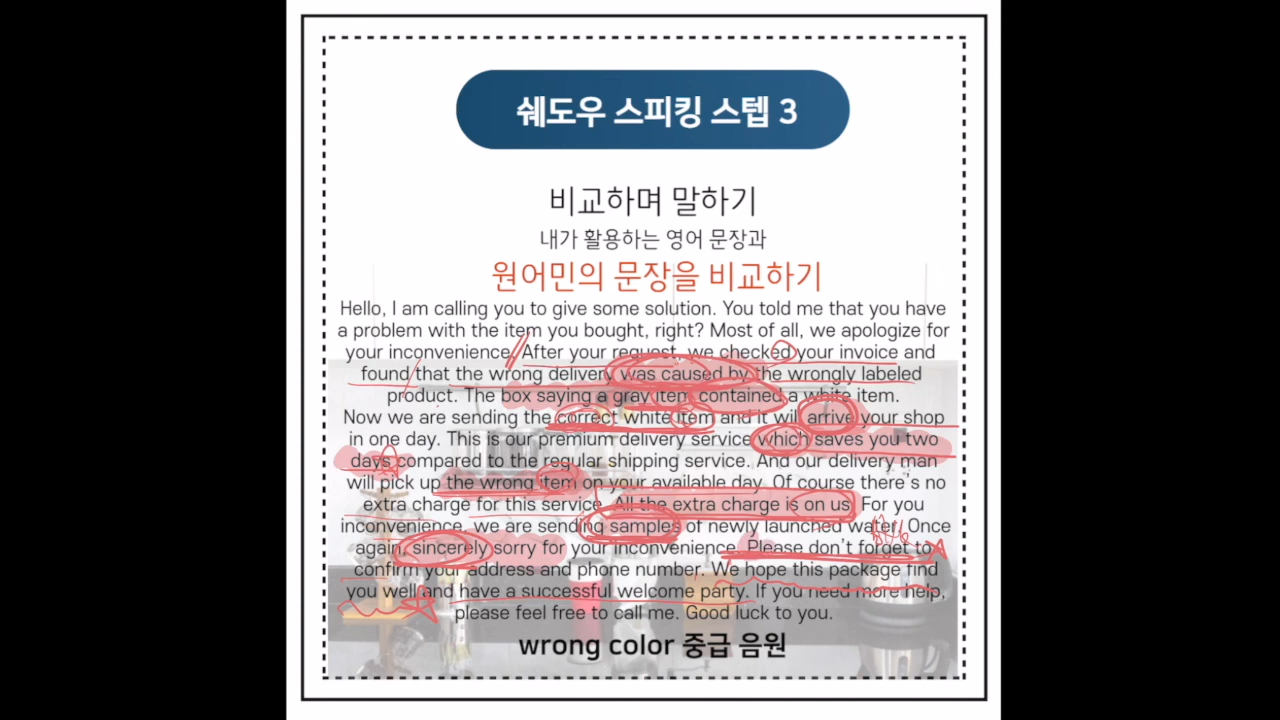 쉐도우 스피킹 스텝 3
비교하며 말하기
내가 활용하는 영어 문장과
원어민의 문장을 비교하기
Hello, I am calling you to give some solution. You told me that you have
a problem with the item you bought, right? Most of all, we apologize for
your inconvenience. After your request, we checked your invoice and
found that the wrong delivery was caused by the wrongly labeled
product. The box saying a gray item contained a white item.
Now we are sending the correct white item and it will arrive your shop
in one day. This is our premium delivery service which saves you two
days compared to the regular shipping service. And our delivery man
will pick up the wrong item on your available day. Of course there's no
extra charge for this service. All the extra charge is on us. For you
inconvenience, we are sending samples of newly launched water. Once
again, sincerely sorry for your inconvenience. Please don't forget to
confirm your address and phone number. We hope this package find
you well and have a successful welcome party. If you need more help,
please feel free to call me. Good luck to you.
wrong color 중급 음원